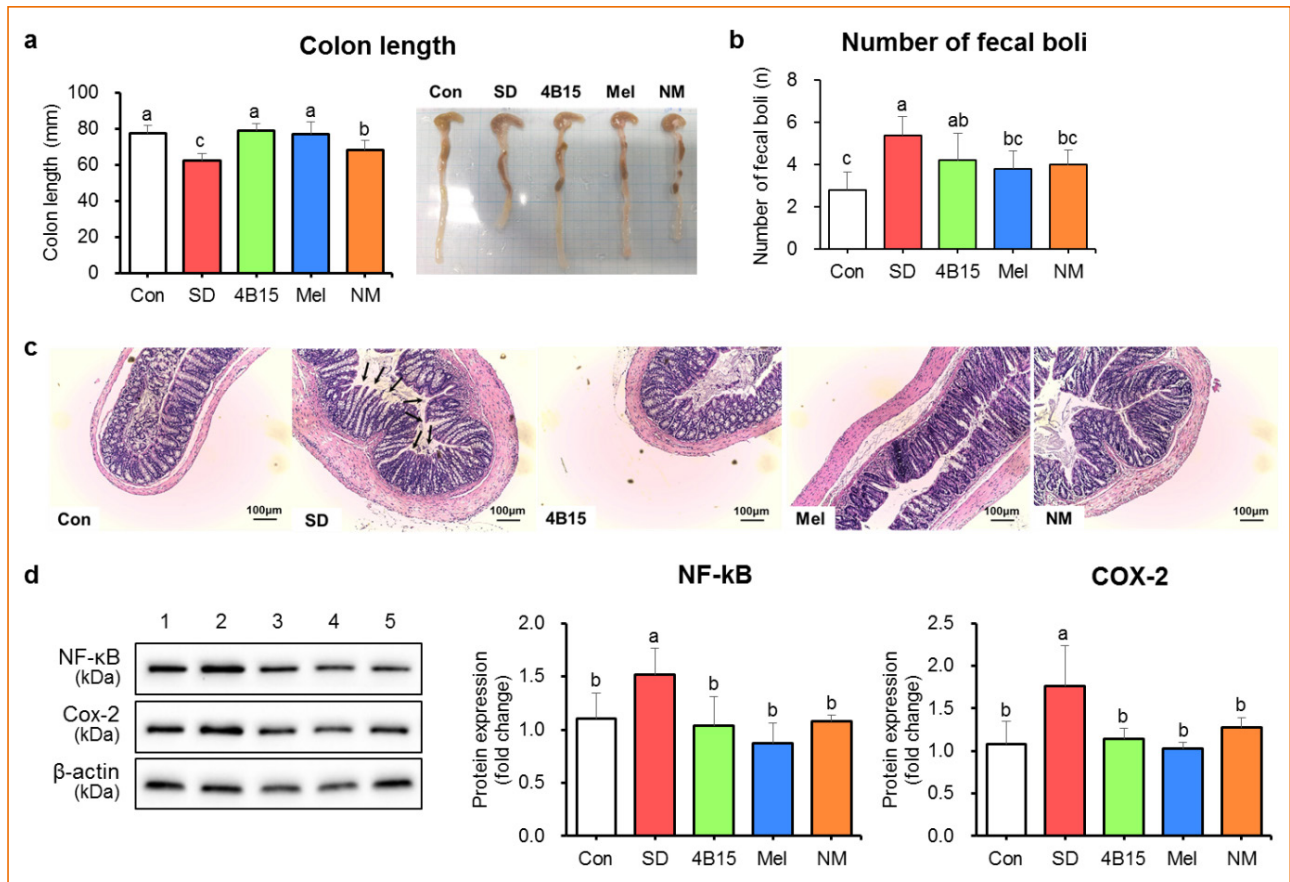 a
Colon length
Colon length (mm)
100
80
60
40
20
0
a
c
a
a
b
Con SD 4B15 Mel NM
Con SD 4B15 Mel NM
b
Number of fecal boli
Number of fecal boli (n)
8
6
4
2
0
c
a
ab
bc
bc
Con SD 4B15 Mel NM
c
Con
100µm
SD
100µm
4B15
100µm
Mel
100µm
NM
100µm
d
1 2 3 4 5
NF-κB
(kDa)
Cox-2
(kDa)
β-actin
(kDa)
NF-kB
Protein expression
(fold change)
2.0
1.5
1.0
0.5
0.0
b
a
b
b
b
Con SD 4B15 Mel NM
COX-2
Protein expression
(fold change)
2.5
2.0
1.5
1.0
0.5
0.0
b
a
b
b
b
Con SD 4B15 Mel NM